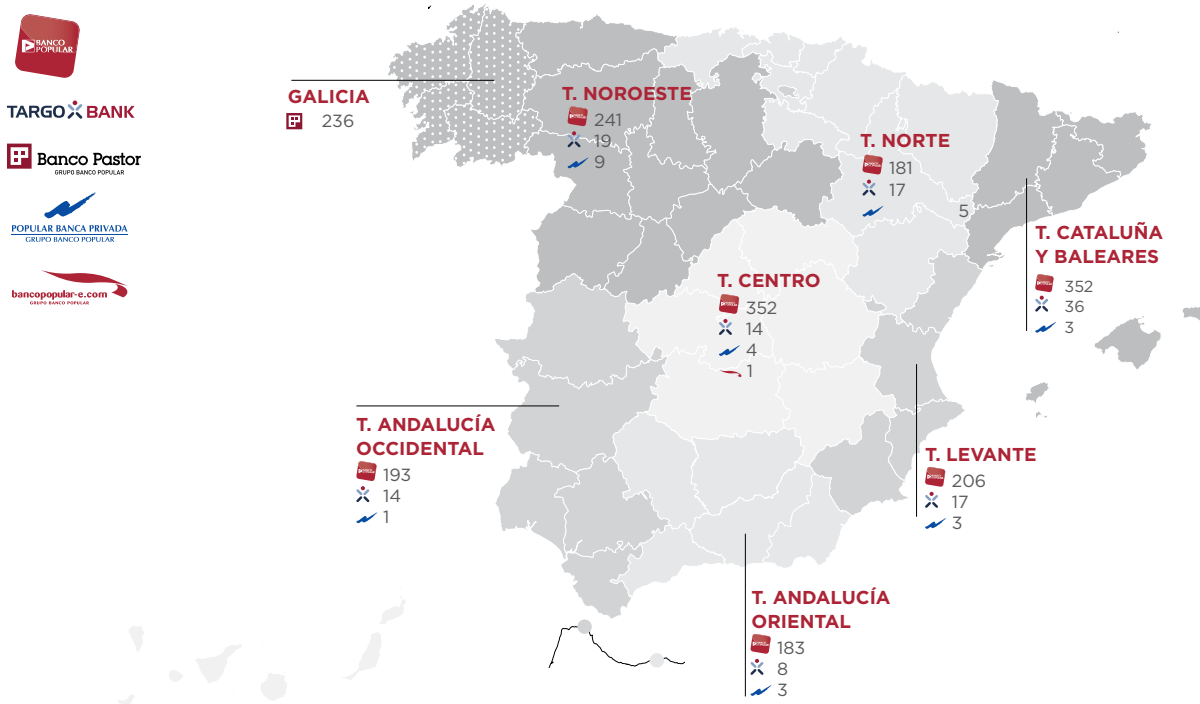 BANCO
POPULAR
TARGO BANK
Banco Pastor
GRUPO BANCO POPULAR
POPULAR BANCA PRIVADA
GRUPO BANCO POPULAR
bancopopular-e.com
GRUPO BANCO POPULAR
GALICIA
236
T. NOROESTE
241
19
9
T. NORTE
181
17
5
T. CATALUÑA
Y BALEARES
352
36
3
T. CENTRO
352
14
4
1
T. ANDALUCÍA
OCCIDENTAL
193
14
1
T. LEVANTE
206
17
3
T. ANDALUCÍA
ORIENTAL
183
8
3